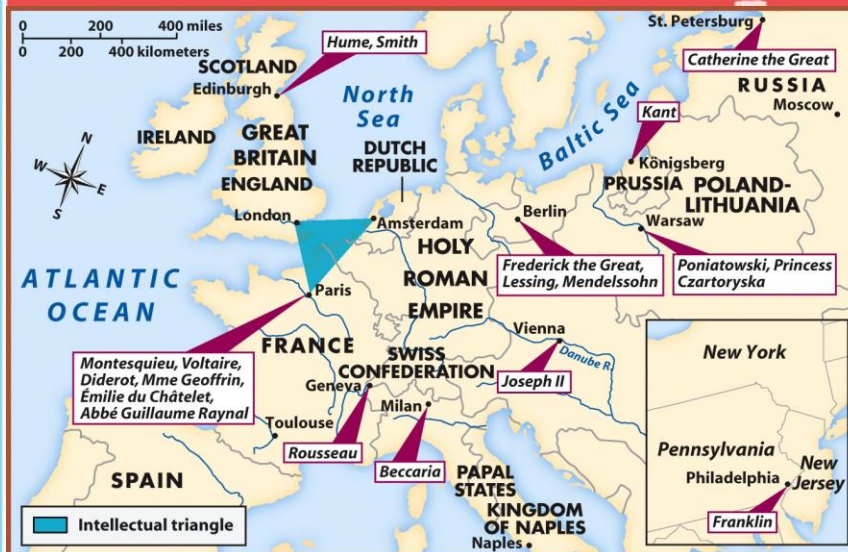 0 200 400 miles
0 200 400 kilometers
Hume, Smith
St. Petersburg
Catherine the Great
SCOTLAND
Edinburgh
RUSSIA
Moscow
North
Sea
Baltic Sea
Kant
IRELAND
GREAT
BRITAIN
ENGLAND
DUTCH
REPUBLIC
Königsberg
PRUSSIA
POLAND-
LITHUANIA
N
W
E
S
London
Amsterdam
Berlin
Warsaw
HOLY
ROMAN
EMPIRE
Frederick the Great,
Lessing, Mendelssohn
Poniatowski, Princess
Czartoryska
ATLANTIC
OCEAN
Paris
Vienna
Danube R.
FRANCE
SWISS
CONFEDERATION
Joseph II
Montesquieu, Voltaire,
Diderot, Mme Geoffrin,
Émilie du Châtelet,
Abbé Guillaume Raynal
Geneva
Milan
Toulouse
Rousseau
Beccaria
SPAIN
PAPAL
STATES
KINGDOM
OF NAPLES
Naples
Intellectual triangle
New York
Pennsylvania
Philadelphia
New
Jersey
Franklin